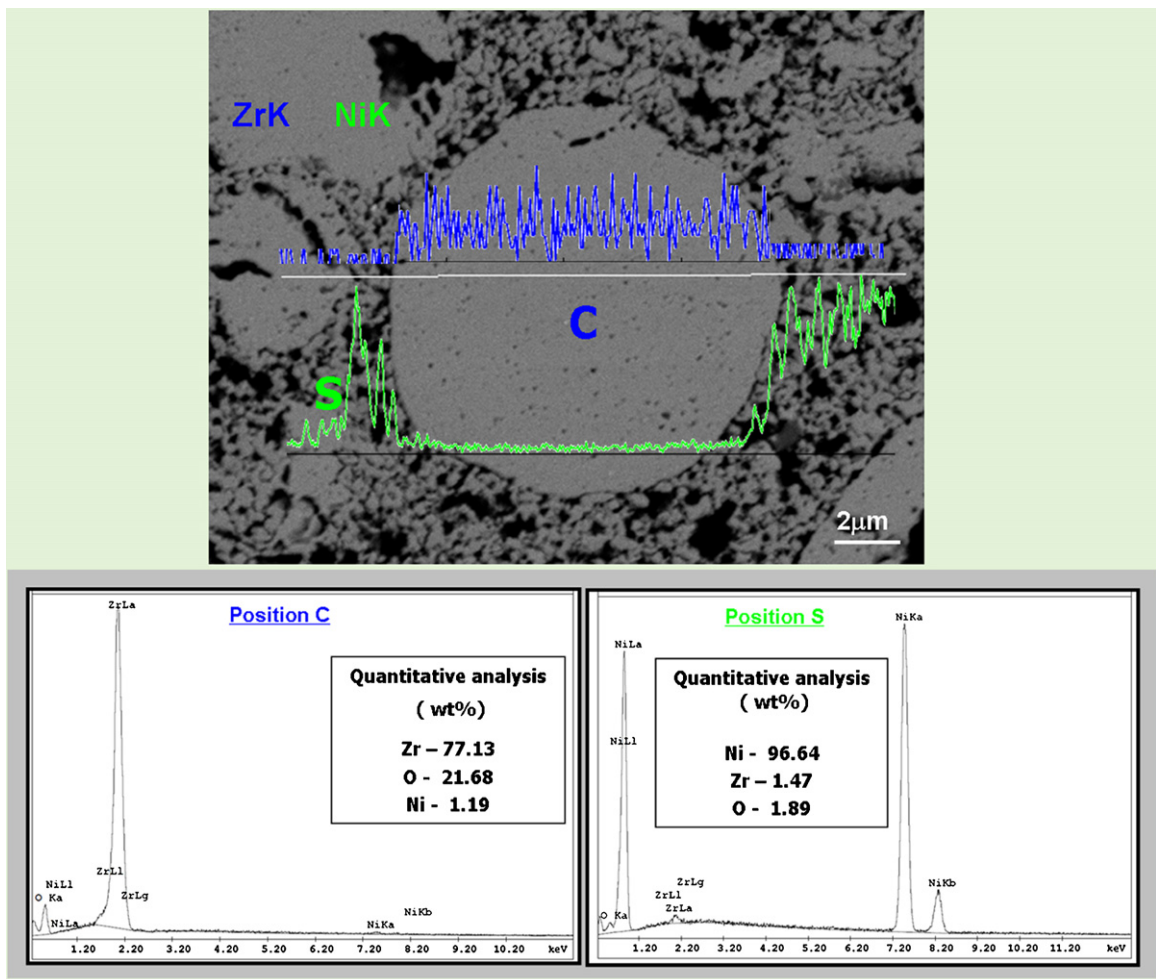 ZrK NiK
C
S
2µm
Position C
ZrLa
Quantitative analysis
( wt%)
Zr – 77.13
O - 21.68
Ni - 1.19
ZrLl
NiLl
ZrLg
O Ka
NiLa
NiKb
NiKa
1.20 2.20 3.20 4.20 5.20 6.20 7.20 8.20 9.20 10.20 keV
Position S
NiKa
NiLa
Quantitative analysis
( wt%)
NiLl
Ni - 96.64
Zr – 1.47
O - 1.89
ZrLg
NiKb
ZrLl
ZrLa
O Ka
1.20 2.20 3.20 4.20 5.20 6.20 7.20 8.20 9.20 10.20 11.20 keV